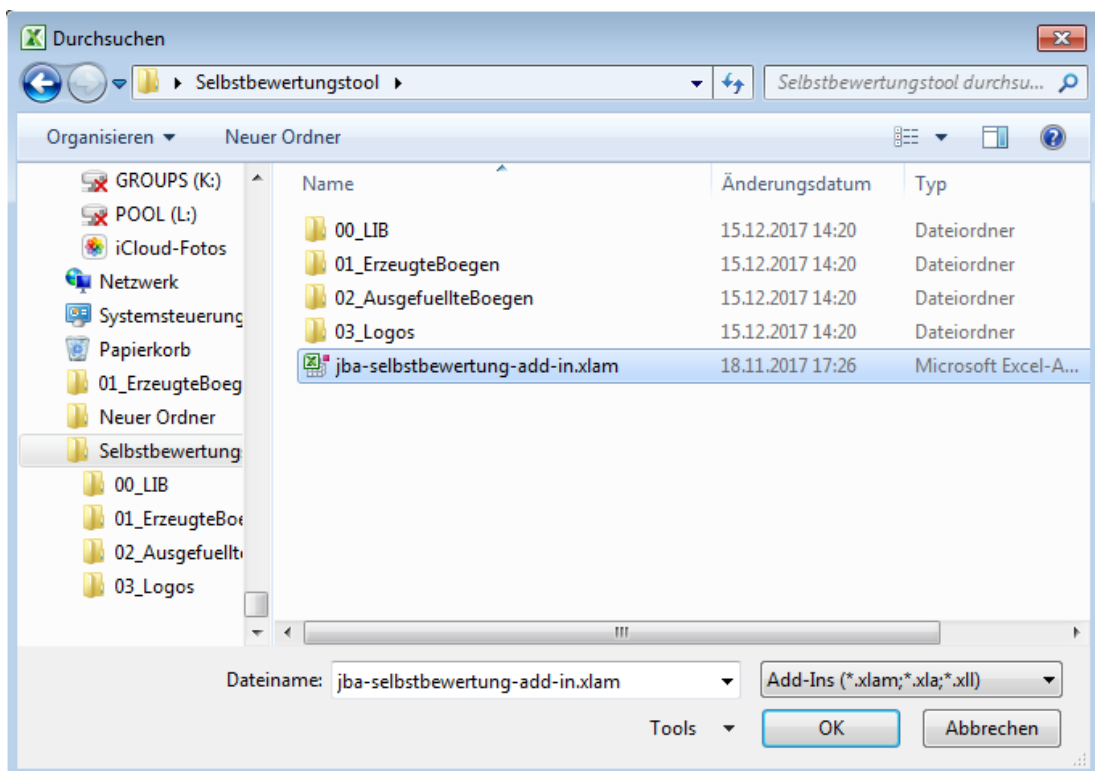 Durchsuchen
Selbstbewertungstool
Selbstbewertungstool durchsu...
Organisieren
Neuer Ordner
GROUPS (K:)
POOL (L:)
iCloud-Fotos
Netzwerk
Systemsteuerung
Papierkorb
01_ErzeugteBoeg
Neuer Ordner
Selbstbewertung
00_LIB
01_ErzeugteBoe
02_Ausgefuellt
03_Logos
Name Änderungsdatum Typ
00_LIB 15.12.2017 14:20 Dateiordner
01_ErzeugteBoegen 15.12.2017 14:20 Dateiordner
02_AusgefuellteBoegen 15.12.2017 14:20 Dateiordner
03_Logos 15.12.2017 14:20 Dateiordner
jba-selbstbewertung-add-in.xlam 18.11.2017 17:26 Microsoft Excel-A...
Dateiname: jba-selbstbewertung-add-in.xlam Add-Ins (*.xlam;*.xla;*.xll)
Tools OK Abbrechen